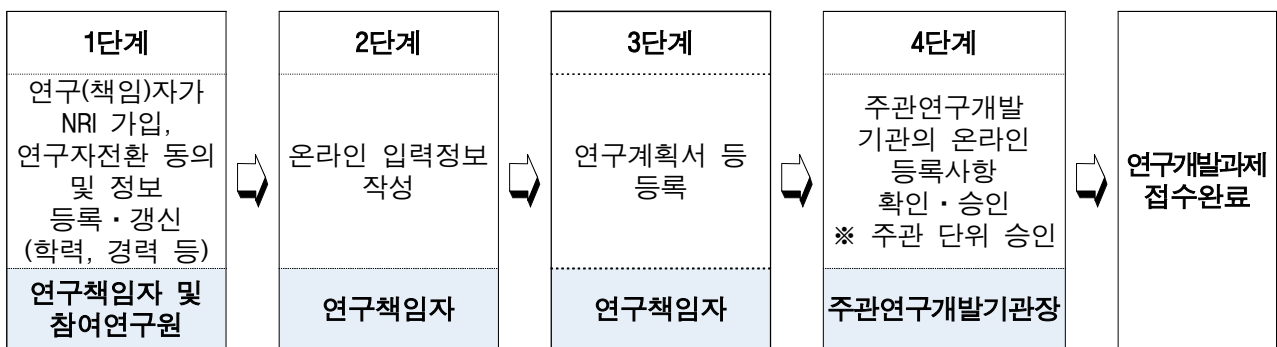 1단계
연구(책임)자가
NRI 가입,
연구자전환 동의
및 정보
등록・갱신
(학력, 경력 등)
연구책임자 및
참여연구원
2단계
온라인 입력정보
작성
연구책임자
3단계
연구계획서 등
등록
연구책임자
4단계
주관연구개발
기관의 온라인
등록사항
확인・승인
※ 주관 단위 승인
주관연구개발기관장
연구개발과제
접수완료